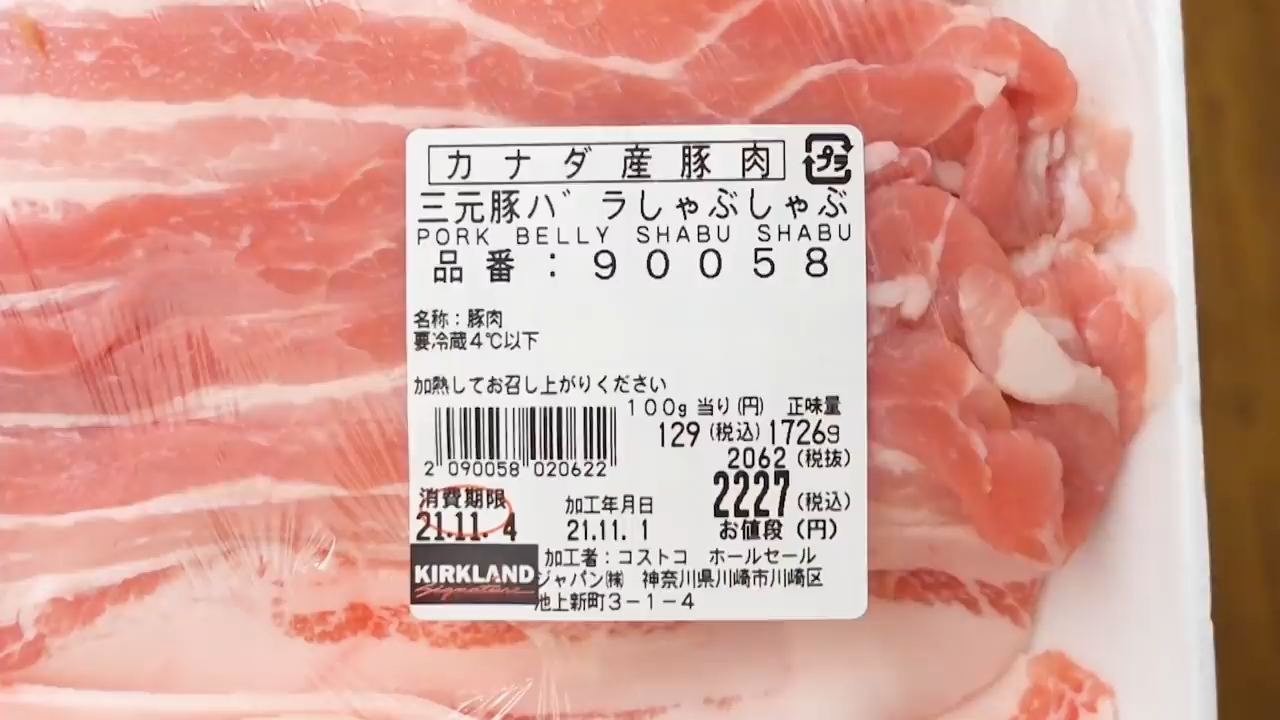 カナダ産豚肉
プラ
三元豚バラしゃぶしゃぶ
PORK BELLY SHABU SHABU
品番:90058
名称:豚肉
要冷蔵4℃以下
加熱してお召し上がりください
100g当り(円) 正味量
129(税込)1726g
2062(税抜)
2 090058 020622
2227(税込)
お値段(円)
消費期限 加工年月日
21.11. 4 21.11. 1
加工者:コストコ ホールセール
KIRKLAND
Signature
ジャパン㈱ 神奈川県川崎市川崎区
池上新町3-1-4